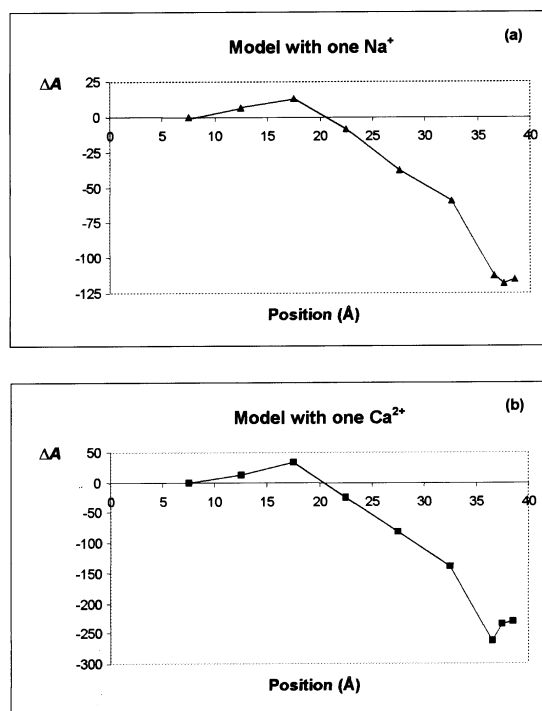 (a)
Model with one Na⁺
ΔA
25
0
-25
-50
-75
-100
-125
0 5 10 15 20 25 30 35 40
Position (Å)
(b)
Model with one Ca²⁺
ΔA
50
0
-50
-100
-150
-200
-250
-300
0 5 10 15 20 25 30 35 40
Position (Å)